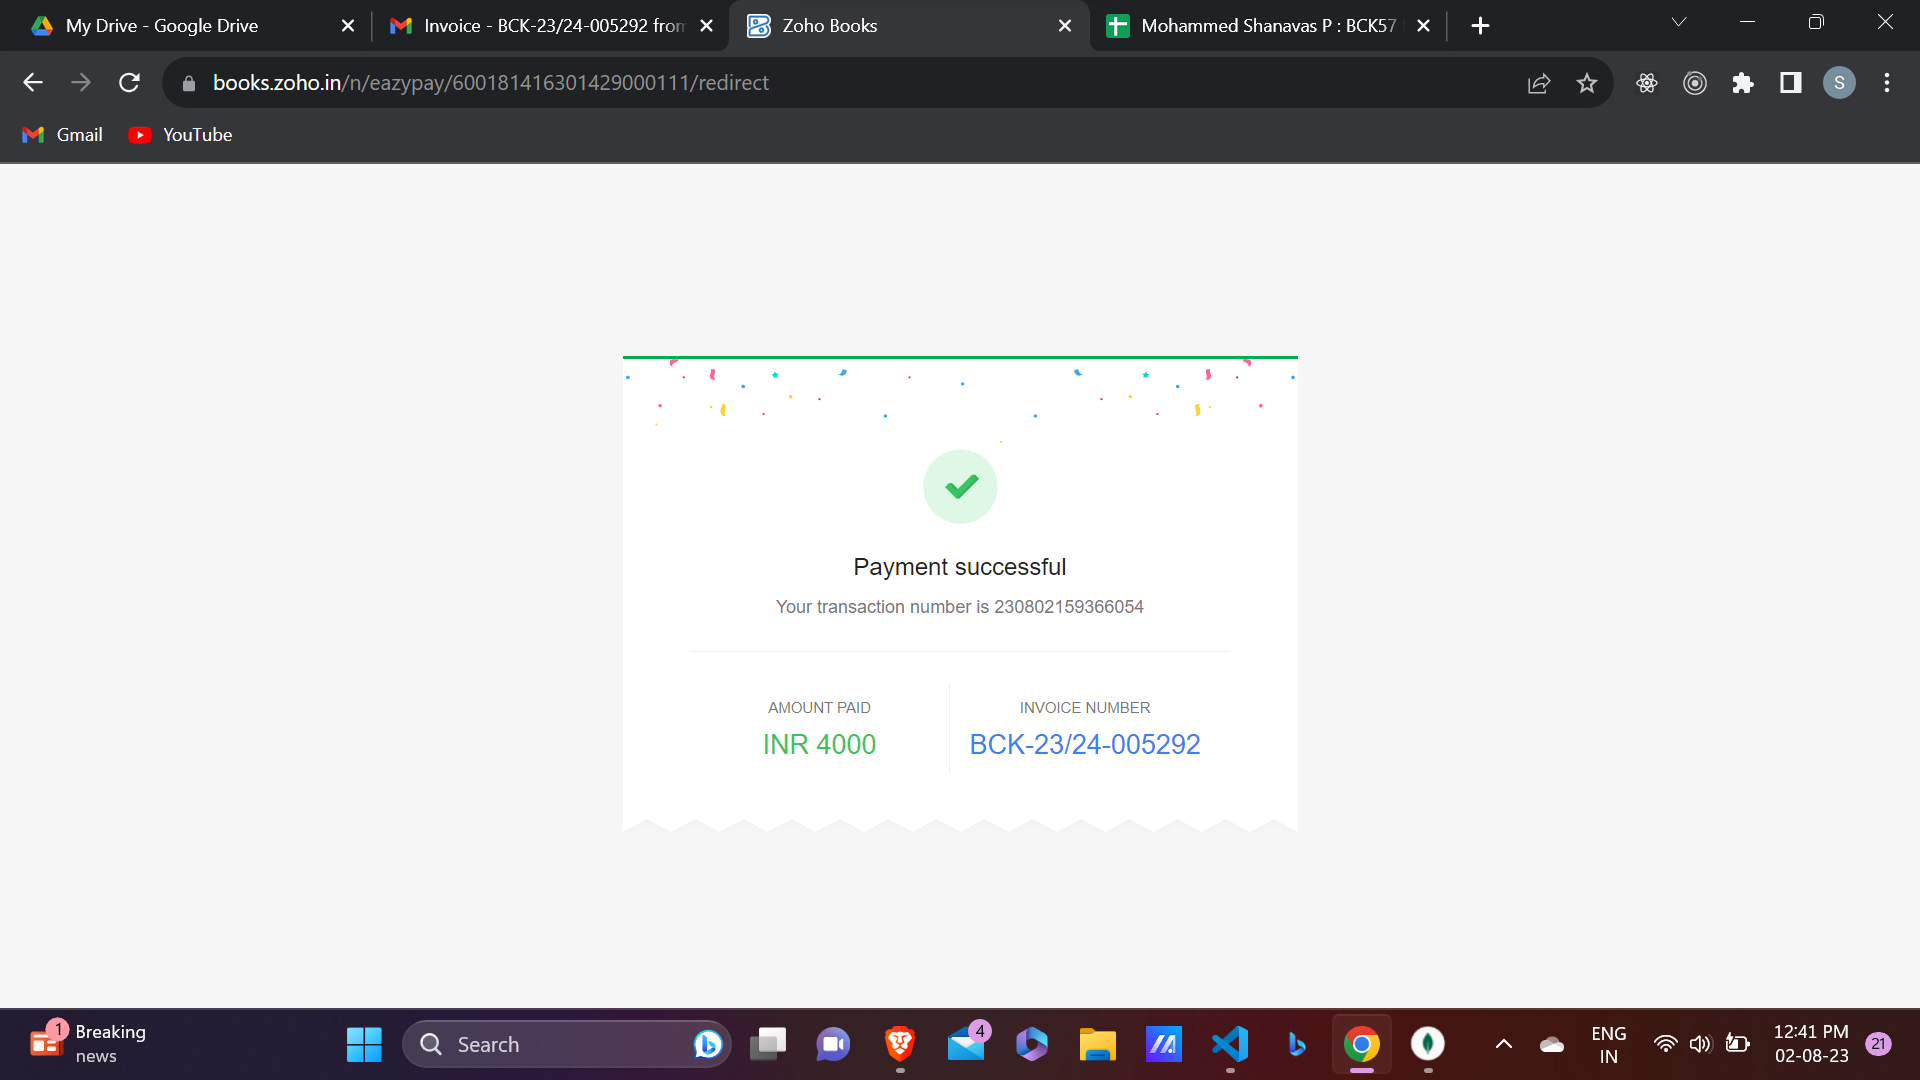 My Drive - Google Drive
Invoice - BCK-23/24-005292 from
Zoho Books
Mohammed Shanavas P : BCK57
books.zoho.in/n/eazypay/600181416301429000111/redirect
S
Gmail
YouTube
Payment successful
Your transaction number is 230802159366054
AMOUNT PAID
INVOICE NUMBER
INR 4000
BCK-23/24-005292
1
Breaking
news
Search
4
ENG
IN
12:41 PM
02-08-23
21